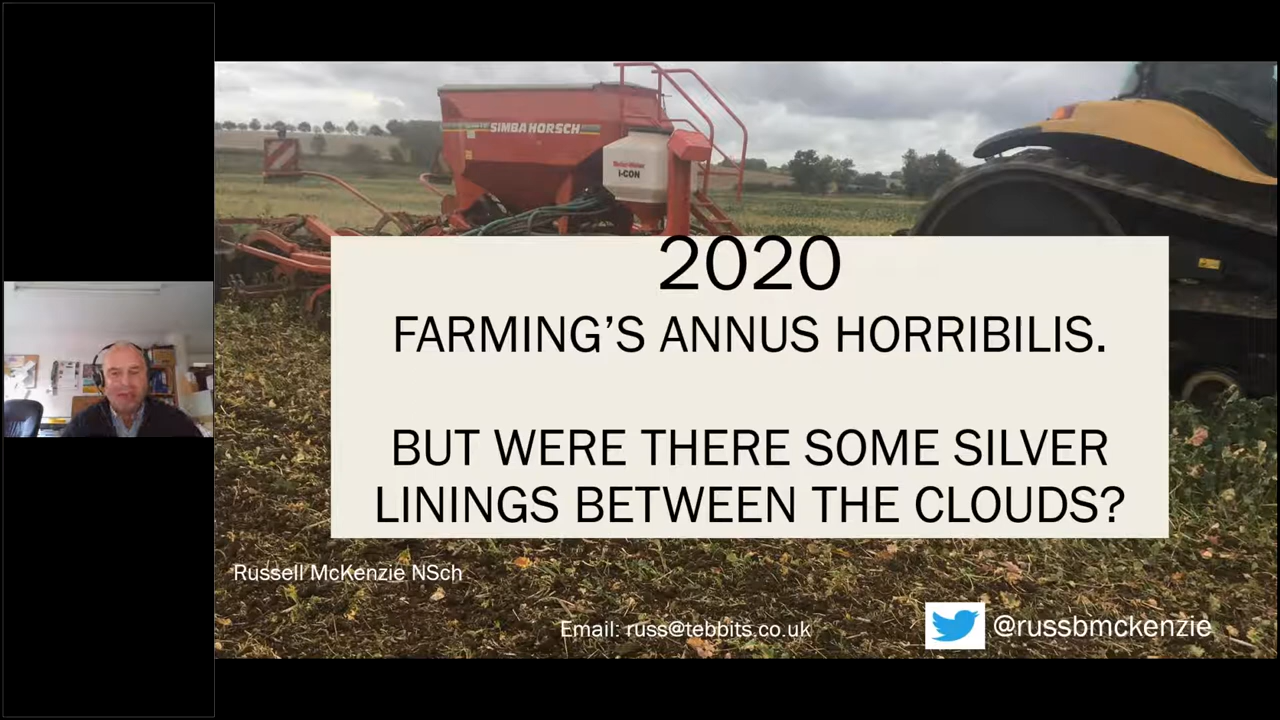 SIMBA HORSCH
i-CON
2020
FARMING'S ANNUS HORRIBILIS.
BUT WERE THERE SOME SILVER
LININGS BETWEEN THE CLOUDS?
Russell McKenzie NSch
Email: russ@tebbits.co.uk
@russbmckenzie